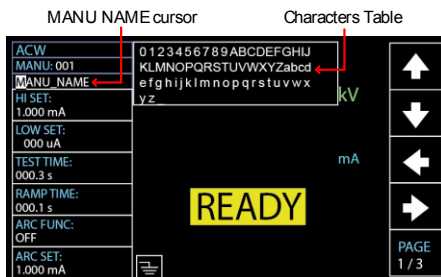 MANU NAME cursor
Characters Table
ACW
MANU: 001
MANU_NAME
HI SET:
1.000 mA
LOW SET:
000 uA
TEST TIME:
000.3 s
RAMP TIME:
000.1 s
ARC FUNC:
OFF
ARC SET:
1.000 mA
0123456789ABCDEFGHIJ
KLMNOPQRSTUVWXYZabcd
efghijklmnopqrstuvwx
yz_
kV
mA
READY
PAGE
1 / 3